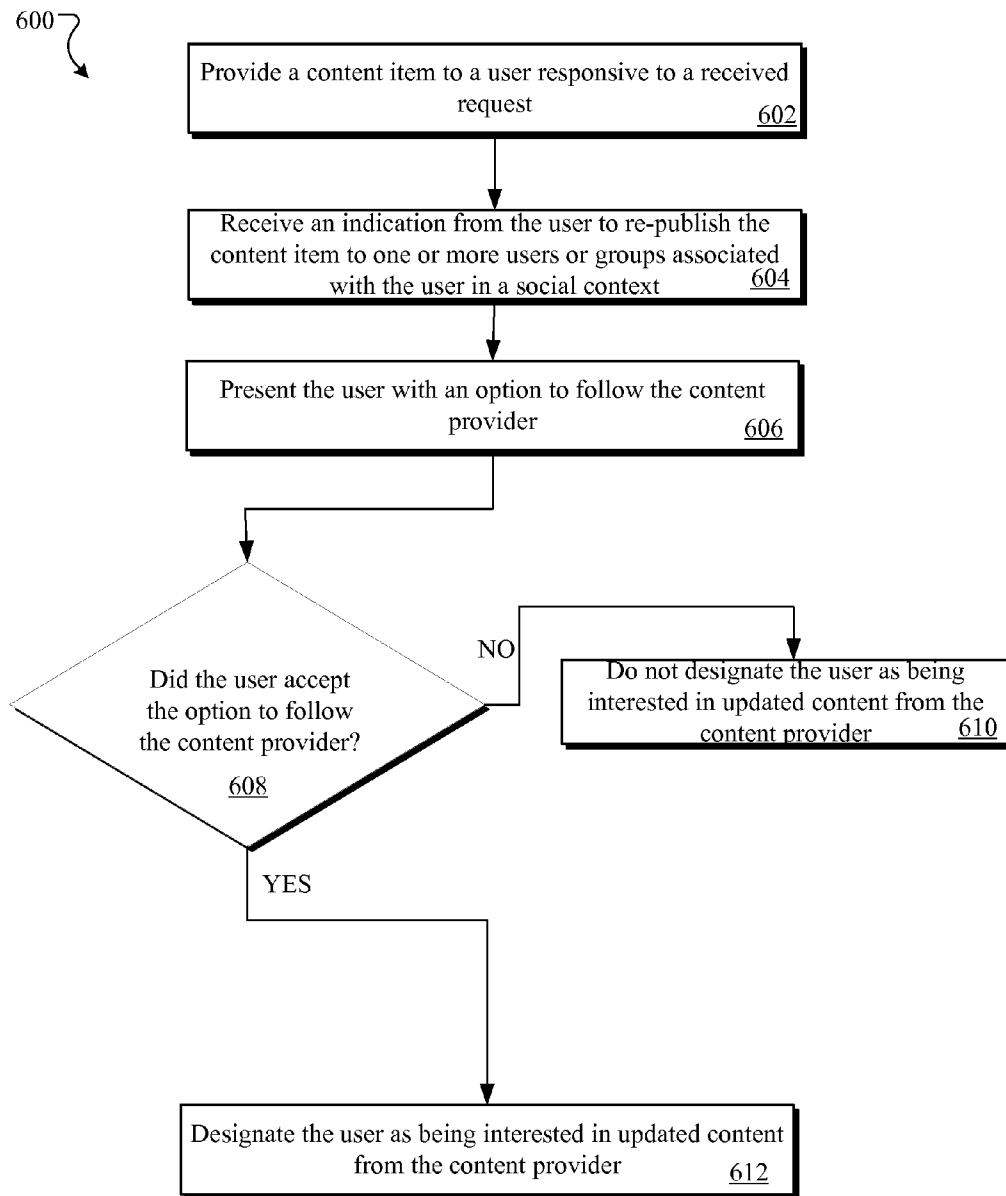 600
Provide a content item to a user responsive to a received
request
602
Receive an indication from the user to re-publish the
content item to one or more users or groups associated
with the user in a social context
604
Present the user with an option to follow the content
provider
606
Did the user accept
the option to follow
the content provider?
608
NO
Do not designate the user as being
interested in updated content from the
content provider
610
YES
Designate the user as being interested in updated content
from the content provider
612